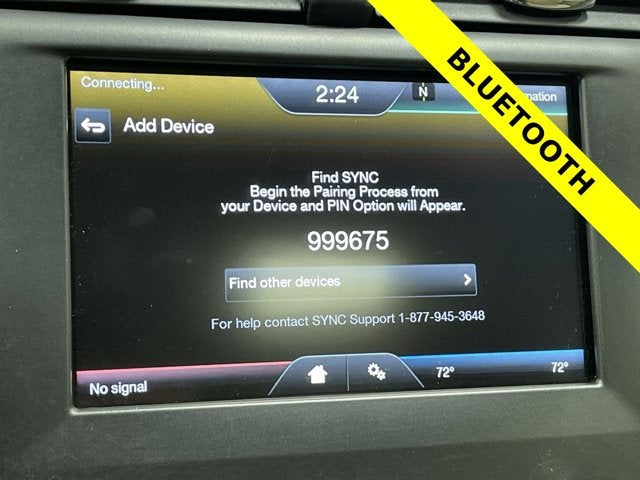 Connecting...
2:24
N
BLUETOOTH
Add Device
Find SYNC
Begin the Pairing Process from
your Device and PIN Option will Appear.
999675
Find other devices
For help contact SYNC Support 1-877-945-3648
No signal
72°
72°